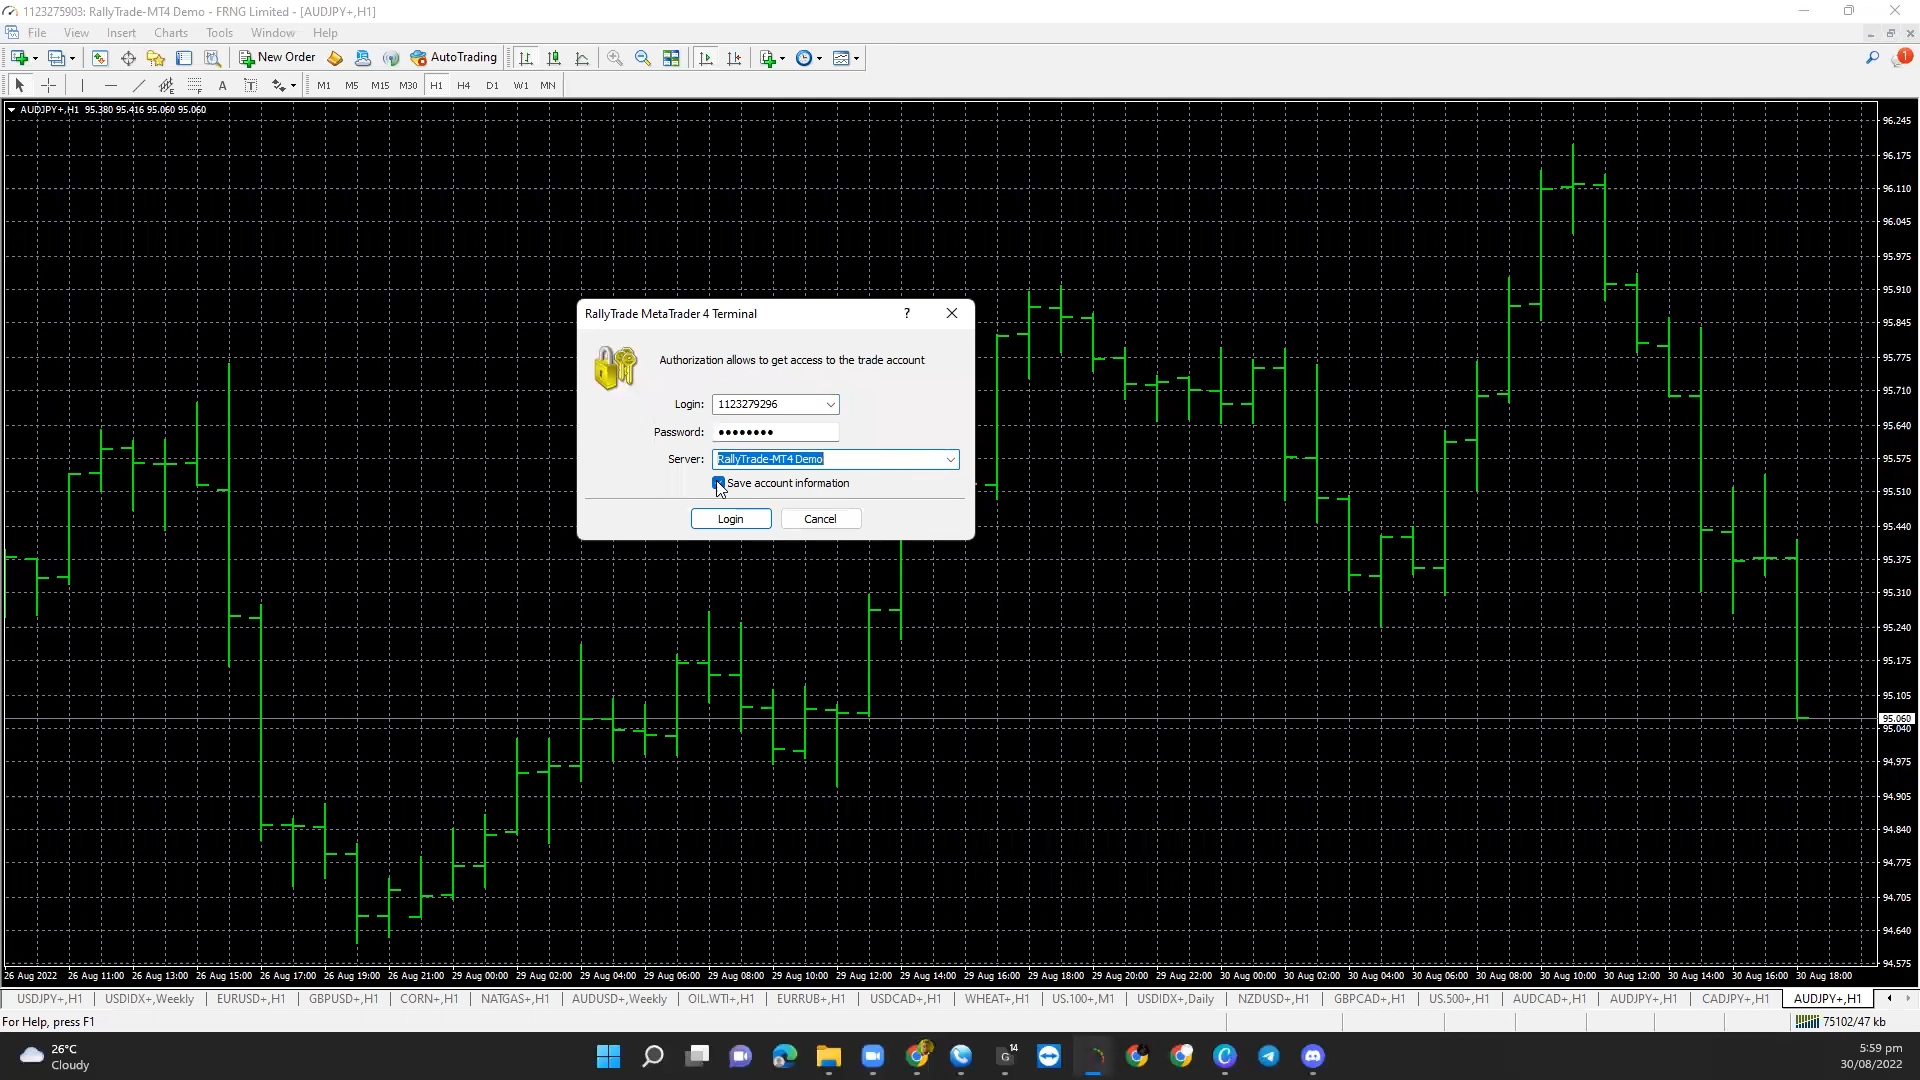 1123275903: RallyTrade-MT4 Demo - FRNG Limited - [AUDJPY+,H1]
File View Insert Charts Tools Window Help
New Order AutoTrading 1
A T M1 M5 M15 M30 H1 H4 D1 W1 MN
AUDJPY+,H1 95.380 95.416 95.060 95.060
96.245
96.175
96.110
96.045
95.975
95.910
95.845
95.775
95.710
95.640
95.575
95.510
95.440
95.375
95.310
95.240
95.175
95.105
95.060
95.040
94.975
94.905
94.840
94.775
94.705
94.640
94.575
RallyTrade MetaTrader 4 Terminal ?
Authorization allows to get access to the trade account
Login: 1123279296
Password: ●●●●●●●●
Server: RallyTrade-MT4 Demo
Save account information
Login Cancel
26 Aug 2022 26 Aug 11:00 26 Aug 13:00 26 Aug 15:00 26 Aug 17:00 26 Aug 19:00 26 Aug 21:00 29 Aug 00:00 29 Aug 02:00 29 Aug 04:00 29 Aug 06:00 29 Aug 08:00 29 Aug 10:00 29 Aug 12:00 29 Aug 14:00 29 Aug 16:00 29 Aug 18:00 29 Aug 20:00 29 Aug 22:00 30 Aug 00:00 30 Aug 02:00 30 Aug 04:00 30 Aug 06:00 30 Aug 08:00 30 Aug 10:00 30 Aug 12:00 30 Aug 14:00 30 Aug 16:00 30 Aug 18:00
USDJPY+,H1 USDIDX+,Weekly EURUSD+,H1 GBPUSD+,H1 CORN+,H1 NATGAS+,H1 AUDUSD+,Weekly OIL.WTI+,H1 EURRUB+,H1 USDCAD+,H1 WHEAT+,H1 US.100+,M1 USDIDX+,Daily NZDUSD+,H1 GBPCAD+,H1 US.500+,H1 AUDCAD+,H1 AUDJPY+,H1 CADJPY+,H1 AUDJPY+,H1
For Help, press F1 75102/47 kb
26°C
Cloudy
G 14
5:59 pm
30/08/2022